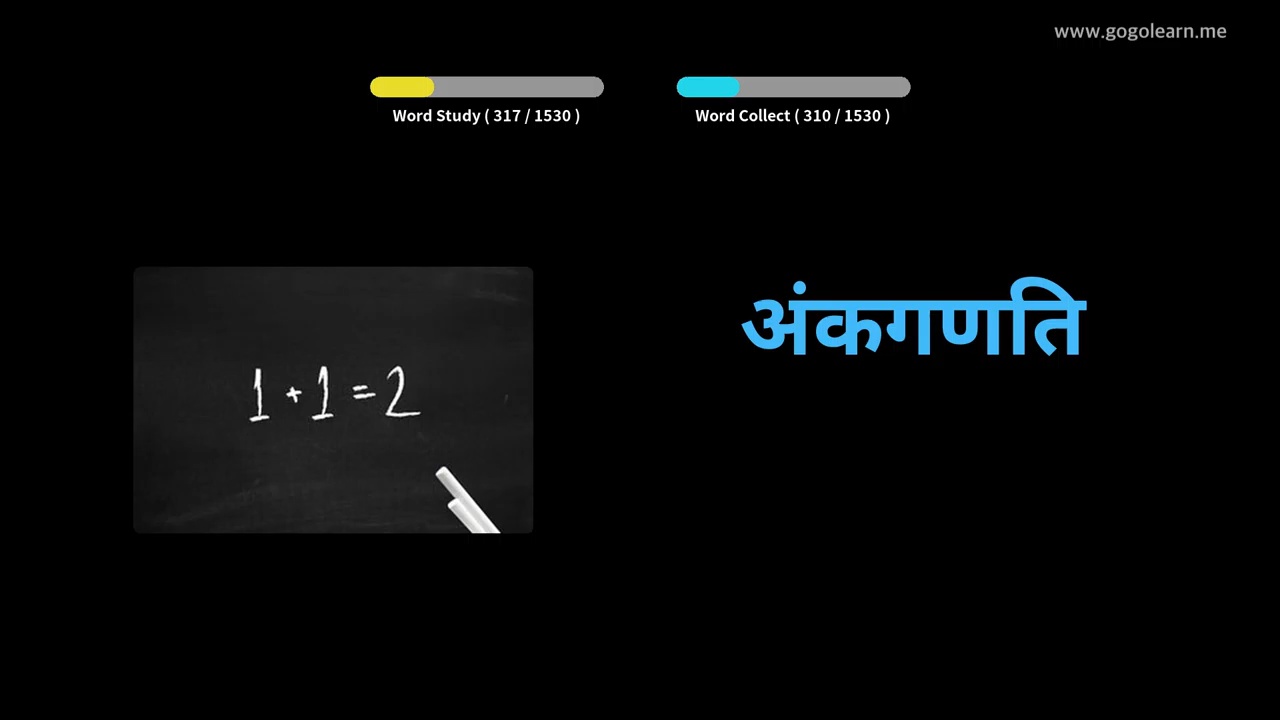 www.gogolearn.me
Word Study ( 317 / 1530 )
Word Collect ( 310 / 1530 )
अंकगणति
1 + 1 = 2